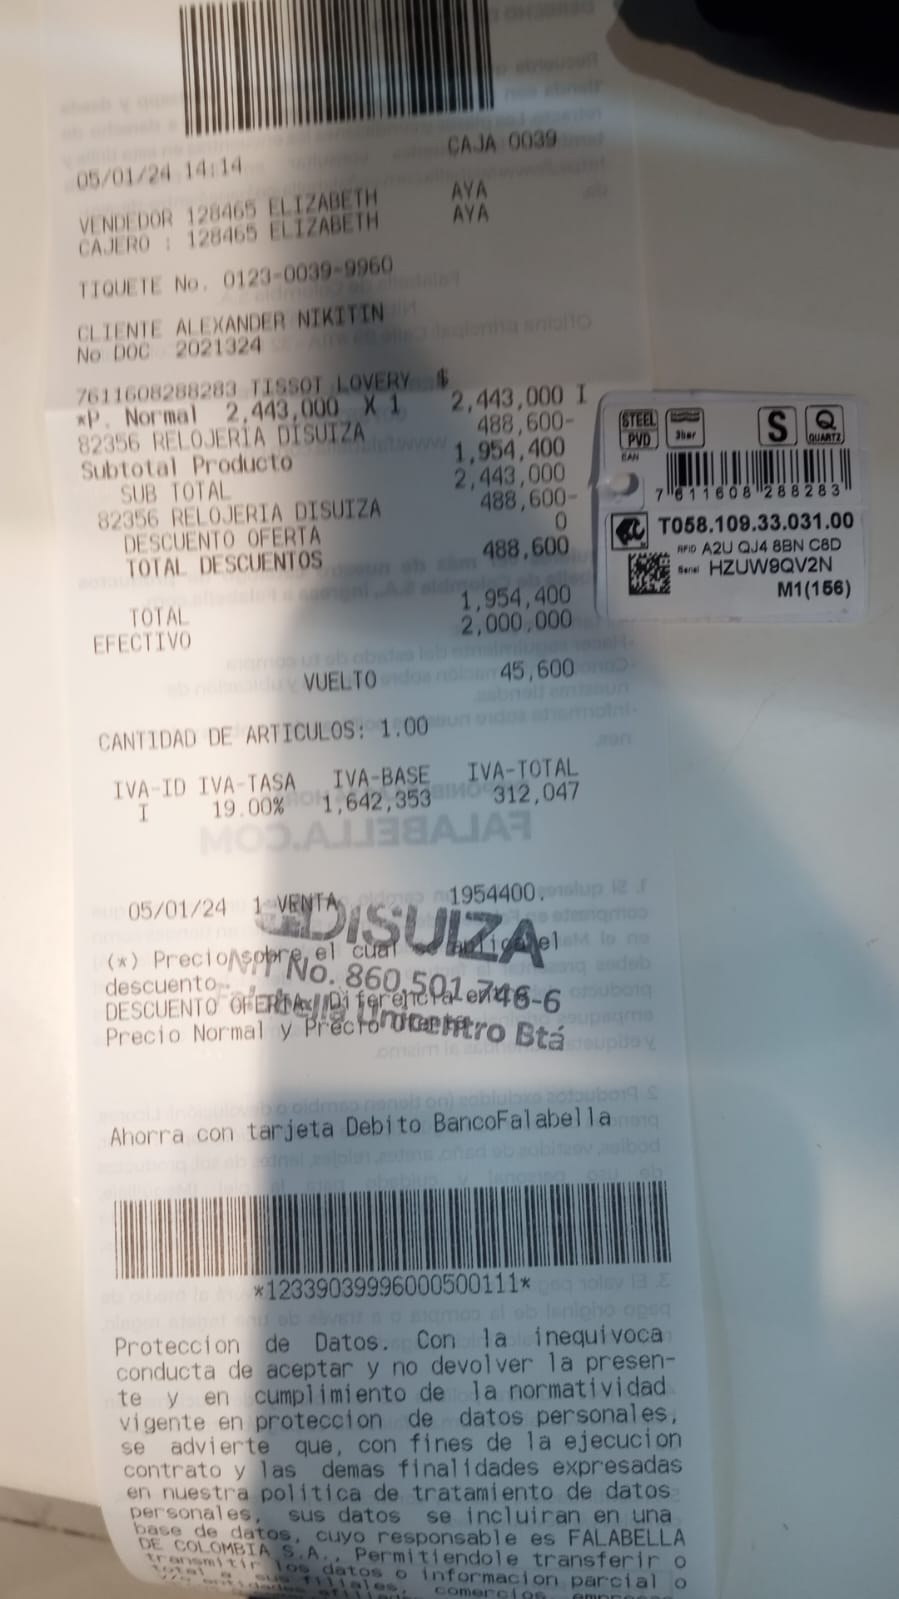 05/01/24 14:14 CAJA 0039
VENDEDOR 128465 ELIZABETH AYA
CAJERO : 128465 ELIZABETH AYA
TIQUETE No. 0123-0039-9960
CLIENTE ALEXANDER NIKITIN
No DOC 2021324
7611608288283 TISSOT LOVERY $
*P. Normal 2,443,000 X 1 2,443,000 I
82356 RELOJERIA DISUIZA 488,600-
Subtotal Producto 1,954,400
SUB TOTAL 2,443,000
82356 RELOJERIA DISUIZA 488,600-
DESCUENTO OFERTA 0
TOTAL DESCUENTOS 488,600
TOTAL 1,954,400
EFECTIVO 2,000,000
VUELTO 45,600
CANTIDAD DE ARTICULOS: 1.00
IVA-ID IVA-TASA IVA-BASE IVA-TOTAL
I 19.00% 1,642,353 312,047
05/01/24 1 VENTA 1954400.
DISUIZA
(*) Precio sobre el cual se aplica el
descuento.
NIT No. 860.501.746-6
DESCUENTO OFERTA: Diferencia entre
Precio Normal y Precio Oferta
Unicentro Btá
Ahorra con tarjeta Debito BancoFalabella
*12339039996000500111*
Proteccion de Datos. Con la inequivoca
conducta de aceptar y no devolver la presen-
te y en cumplimiento de la normatividad
vigente en proteccion de datos personales,
se advierte que, con fines de la ejecucion
contrato y las demas finalidades expresadas
en nuestra politica de tratamiento de datos
personales, sus datos se incluiran en una
base de datos, cuyo responsable es FALABELLA
DE COLOMBIA S.A., Permitiendole transferir o
transmitir los datos o informacion parcial o
total a sus filiales, comercios
STEEL
PVD
3bar
S
Q
QUARTZ
EAN
7 611608 288283
T058.109.33.031.00
RFID A2U QJ4 8BN C8D
Serial HZUW9QV2N
M1(156)